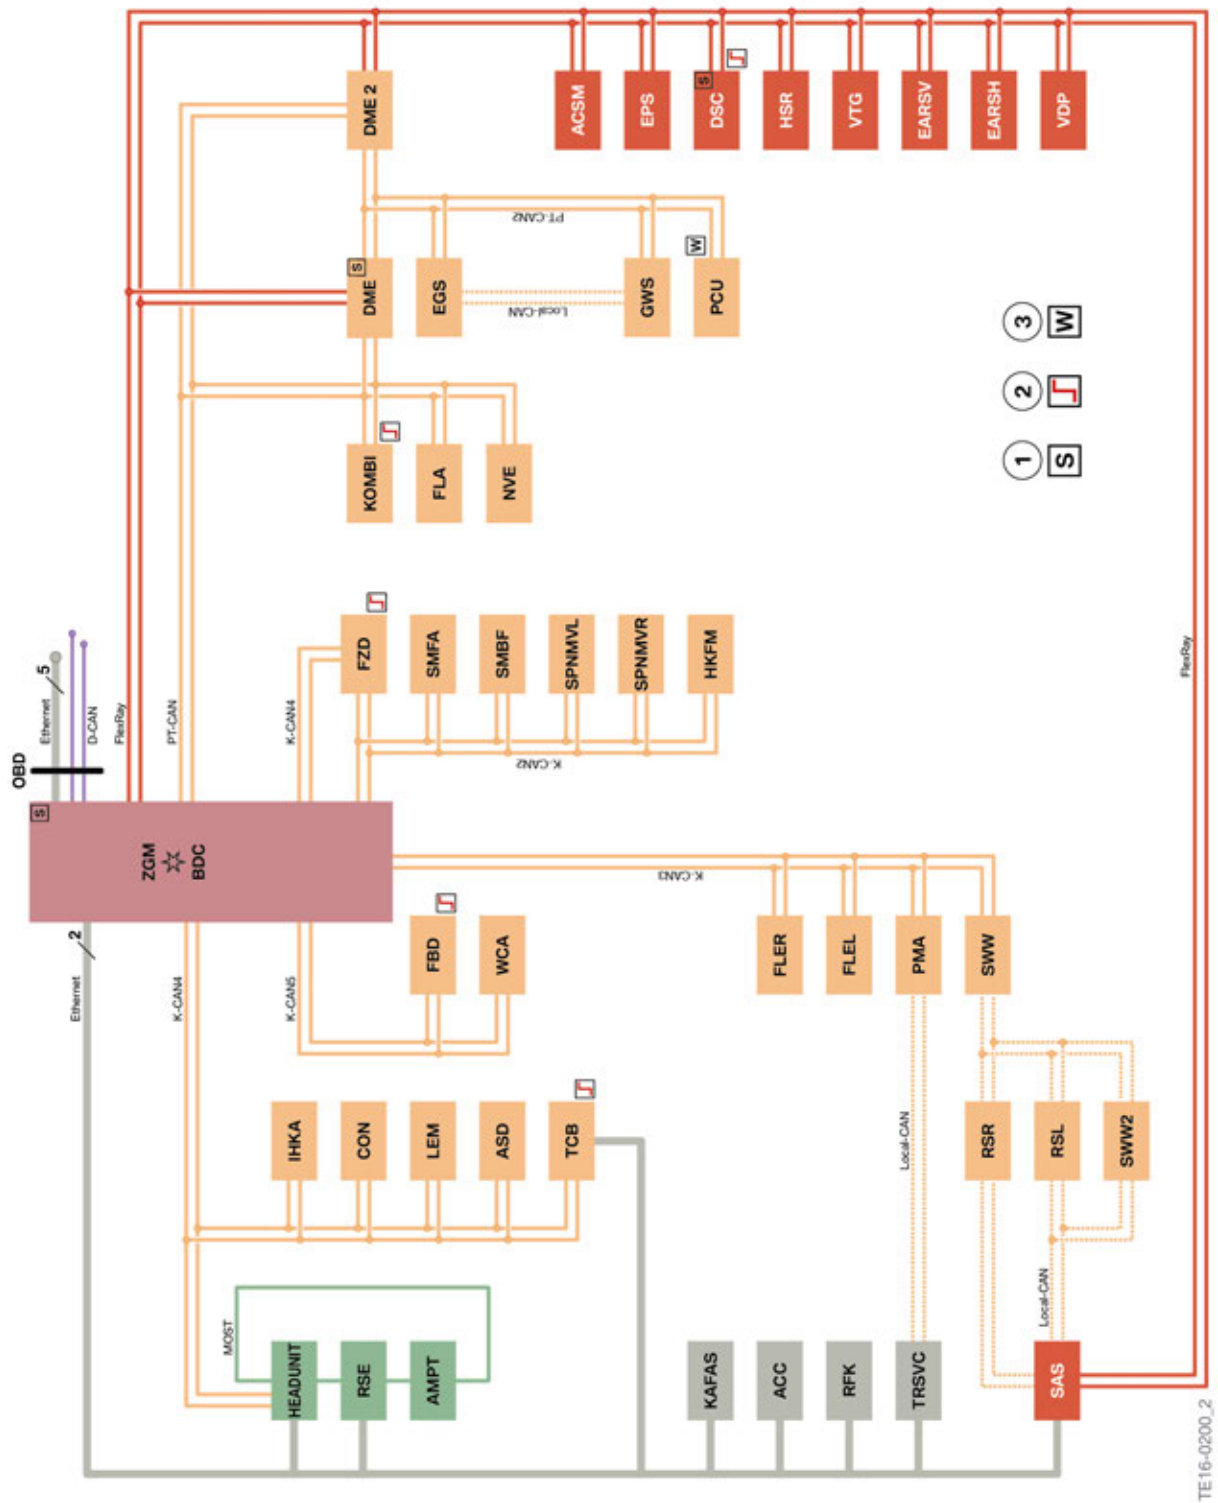 OBD
S
Ethernet
5
Ethernet
2
D-CAN
FlexRay
K-CAN4
ZGM
BDC
PT-CAN
MOST
K-CAN5
K-CAN4
HEADUNIT
IHKA
RSE
CON
FZD
KOMBI
DME
S
DME 2
AMPT
LEM
FBD
SMFA
FLA
EGS
ASD
WCA
SMBF
NVE
K-CAN2
Local-CAN
PT-CAN2
TCB
SPNMVL
ACSM
SPNMVR
GWS
EPS
K-CAN3
KAFAS
HKFM
PCU
W
DSC
S
ACC
FLER
HSR
RFK
FLEL
VTG
Local-CAN
TRSVC
PMA
EARSV
RSR
SWW
EARSH
1
2
3
S
W
Local-CAN
SAS
RSL
VDP
SWW2
FlexRay
TE16-0200_2